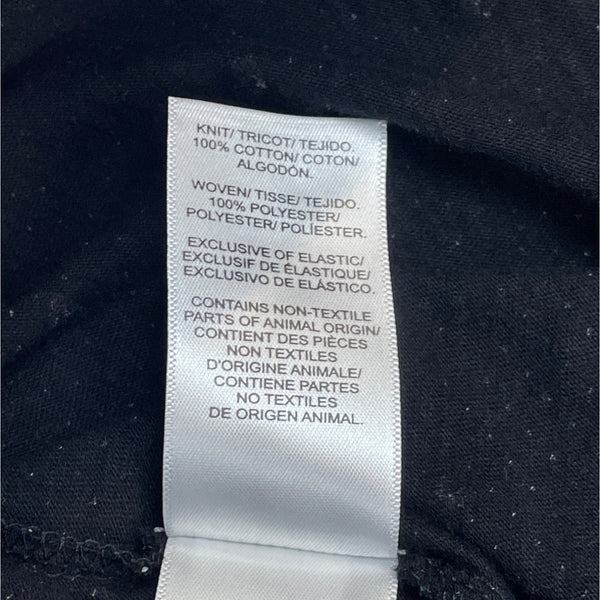 KNIT/ TRICOT/ TEJIDO.
100% COTTON/ COTON/
ALGODÓN.
WOVEN/ TISSE/ TEJIDO.
100% POLYESTER/
POLYESTER/ POLÍESTER.
EXCLUSIVE OF ELASTIC/
EXCLUSIF DE ÉLASTIQUE/
EXCLUSIVO DE ELÁSTICO.
CONTAINS NON-TEXTILE
PARTS OF ANIMAL ORIGIN/
CONTIENT DES PIÈCES
NON TEXTILES
D'ORIGINE ANIMALE/
CONTIENE PARTES
NO TEXTILES
DE ORIGEN ANIMAL.